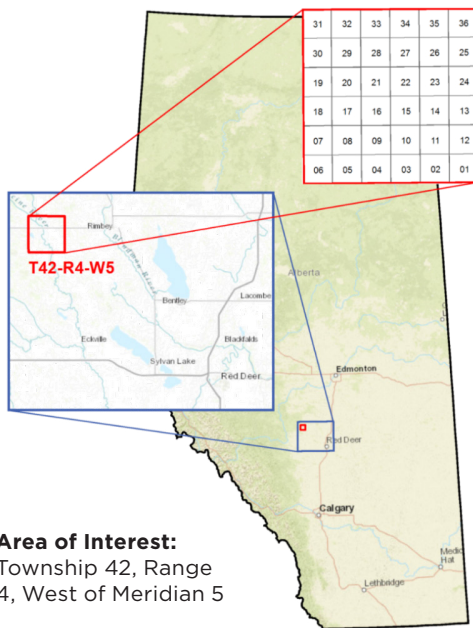 31 32 33 34 35 36
30 29 28 27 26 25
19 20 21 22 23 24
18 17 16 15 14 13
07 08 09 10 11 12
06 05 04 03 02 01
Rimbey
T42-R4-W5
Alberta
Bentley
Lacombe
Eckville
Blackfalds
Sylvan Lake
Red Deer
Edmonton
Red Deer
Calgary
Hat
Lethbridge
Area of Interest:
Township 42, Range
4, West of Meridian 5